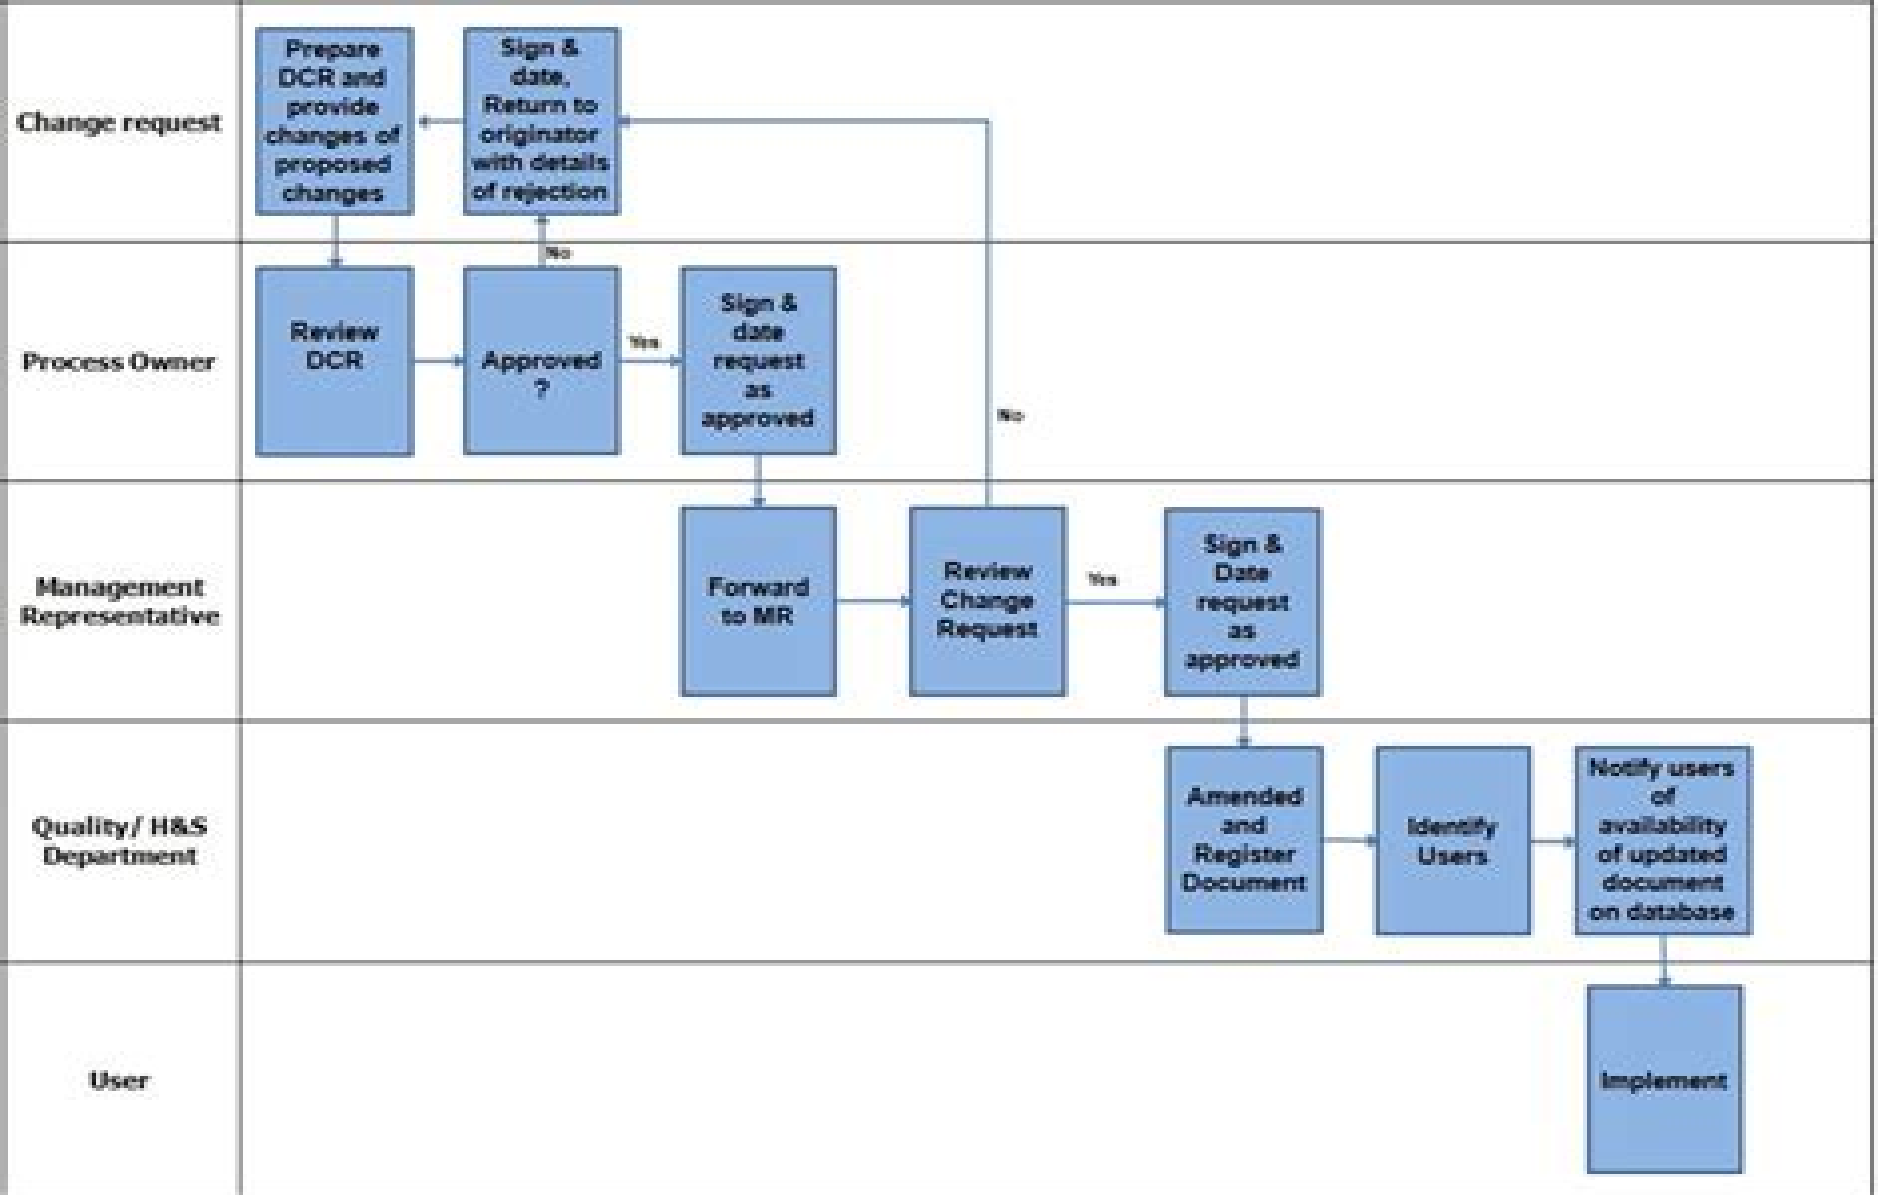 Change request
Prepare
DCR and
provide
changes of
proposed
changes
Sign &
date,
Return to
originator
with details
of rejection
No
Process Owner
Review
DCR
Approved
?
Yes
Sign &
date
request
as
approved
No
Management
Representative
Forward
to MR
Review
Change
Request
Yes
Sign &
Date
request
as
approved
Quality/ H&S
Department
Amended
and
Register
Document
Identify
Users
Notify users
of
availability
of updated
document
on database
User
Implement